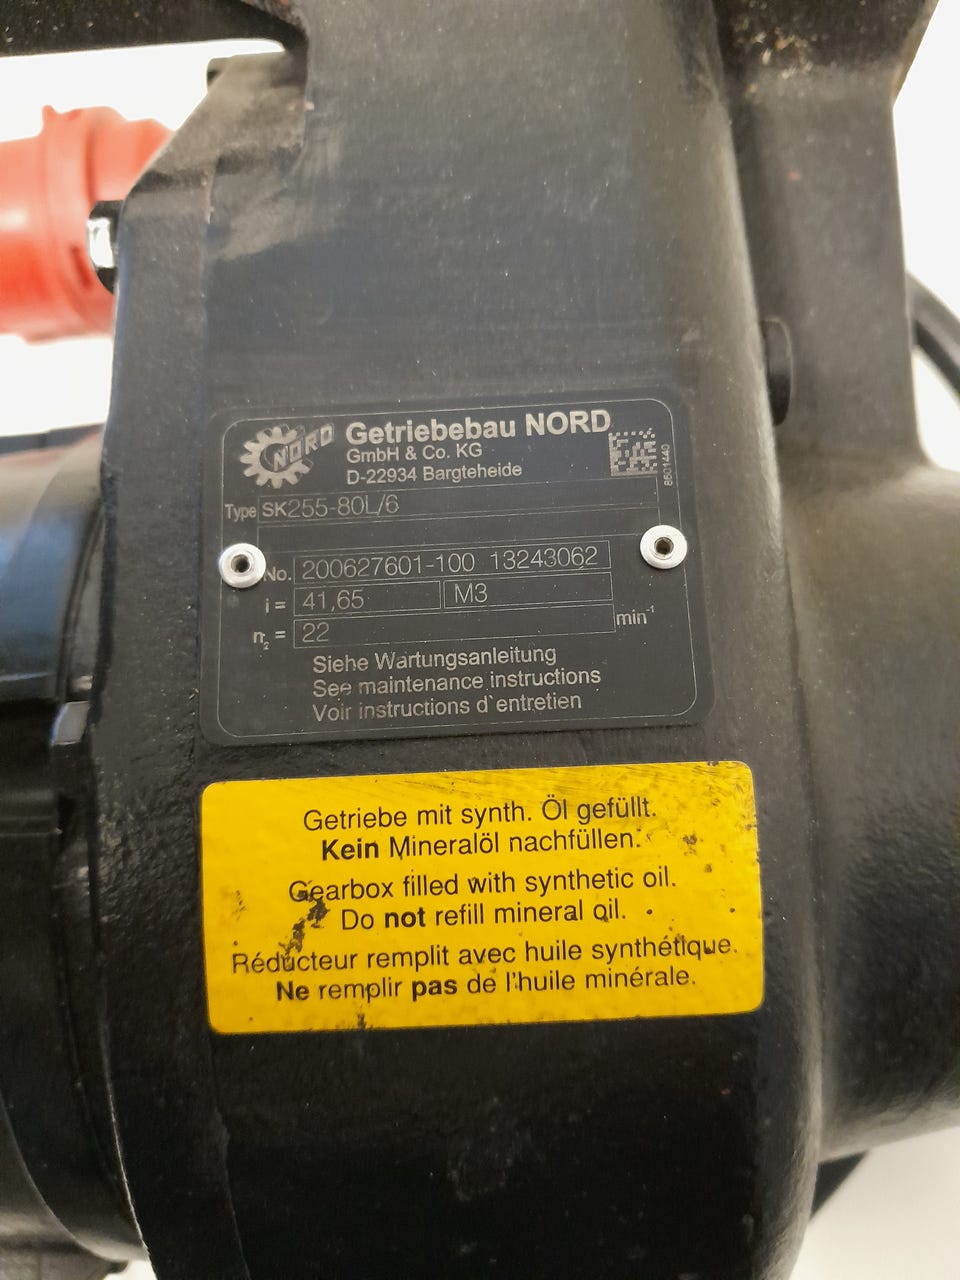 NORD
Getriebebau NORD
GmbH & Co. KG
D-22934 Bargteheide
8601440
Type SK255-80L/6
No. 200627601-100 13243062
i = 41,65 M3
n₂ = 22 min⁻¹
Siehe Wartungsanleitung
See maintenance instructions
Voir instructions d`entretien
Getriebe mit synth. Öl gefüllt.
Kein Mineralöl nachfüllen.
Gearbox filled with synthetic oil.
Do not refill mineral oil.
Réducteur remplit avec huile synthétique.
Ne remplir pas de l'huile minérale.